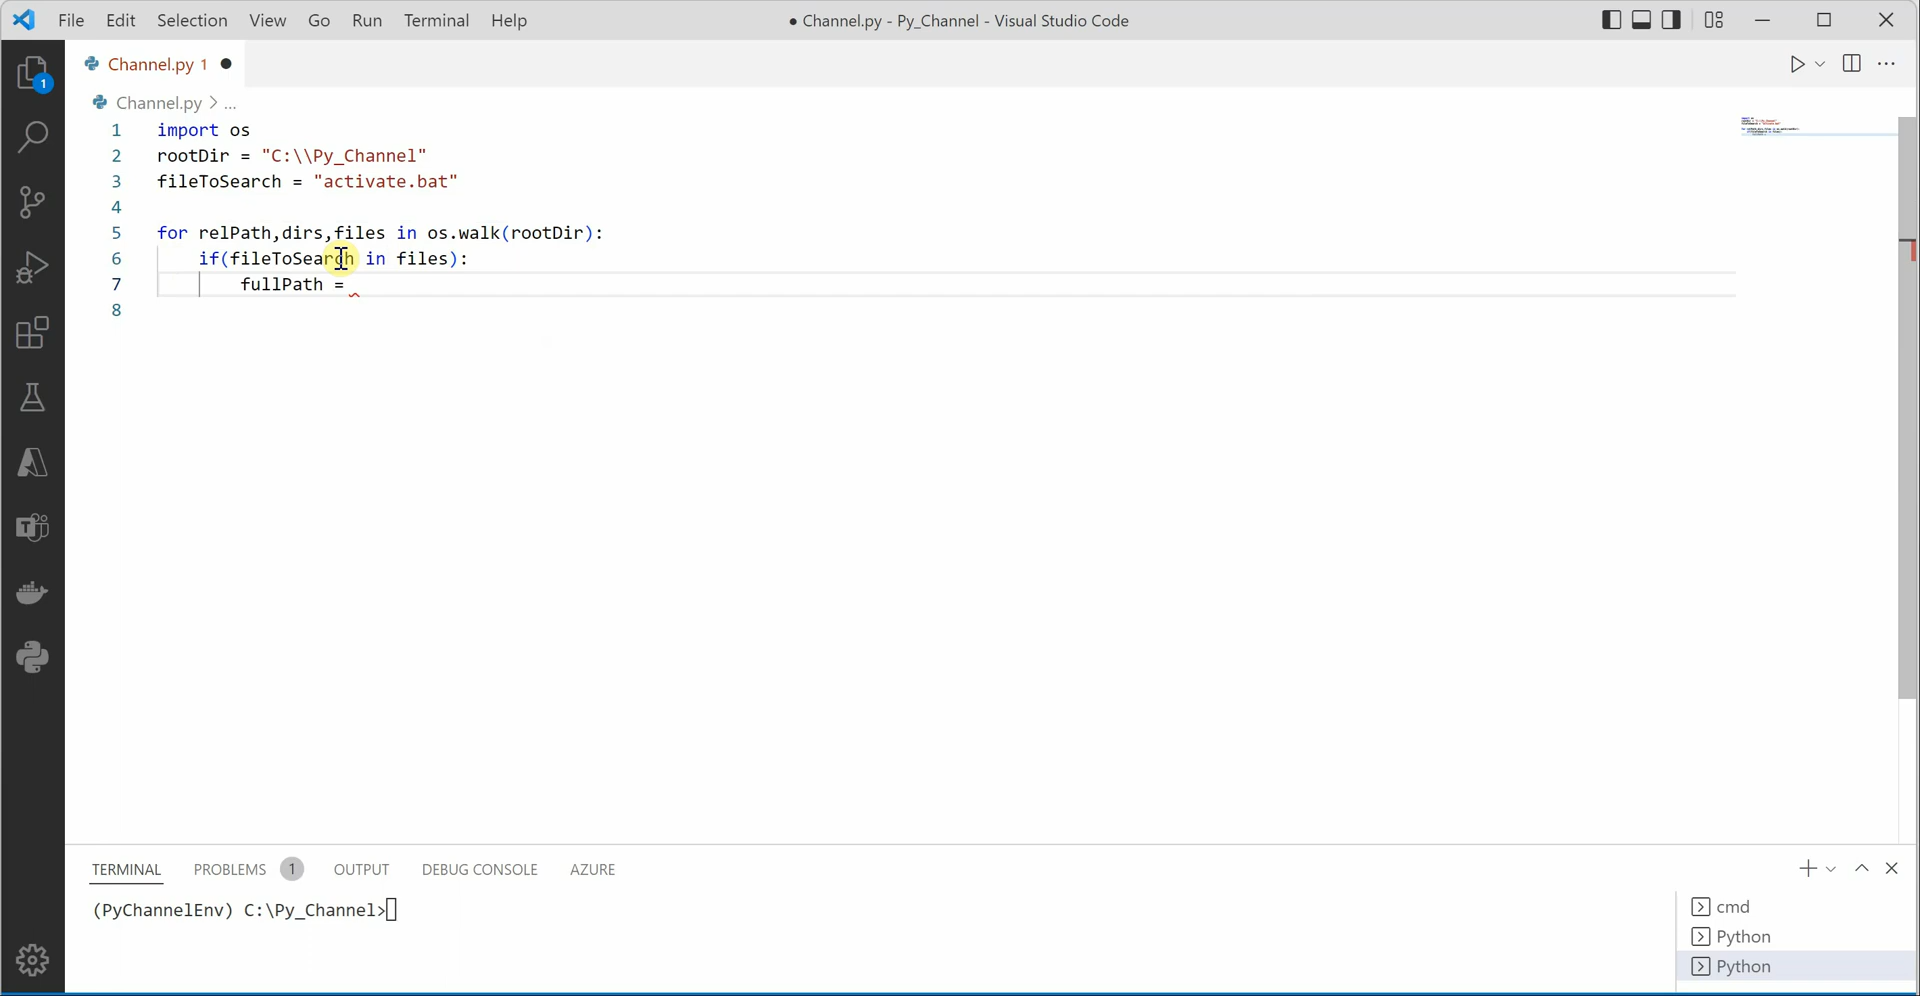 File Edit Selection View Go Run Terminal Help ● Channel.py - Py_Channel - Visual Studio Code
1
Channel.py 1 ●
Channel.py > ...
1 import os
2 rootDir = "C:\\Py_Channel"
3 fileToSearch = "activate.bat"
4
5 for relPath,dirs,files in os.walk(rootDir):
6 if(fileToSearch in files):
7 fullPath =
8
TERMINAL PROBLEMS 1 OUTPUT DEBUG CONSOLE AZURE
(PyChannelEnv) C:\Py_Channel>
cmd
Python
Python